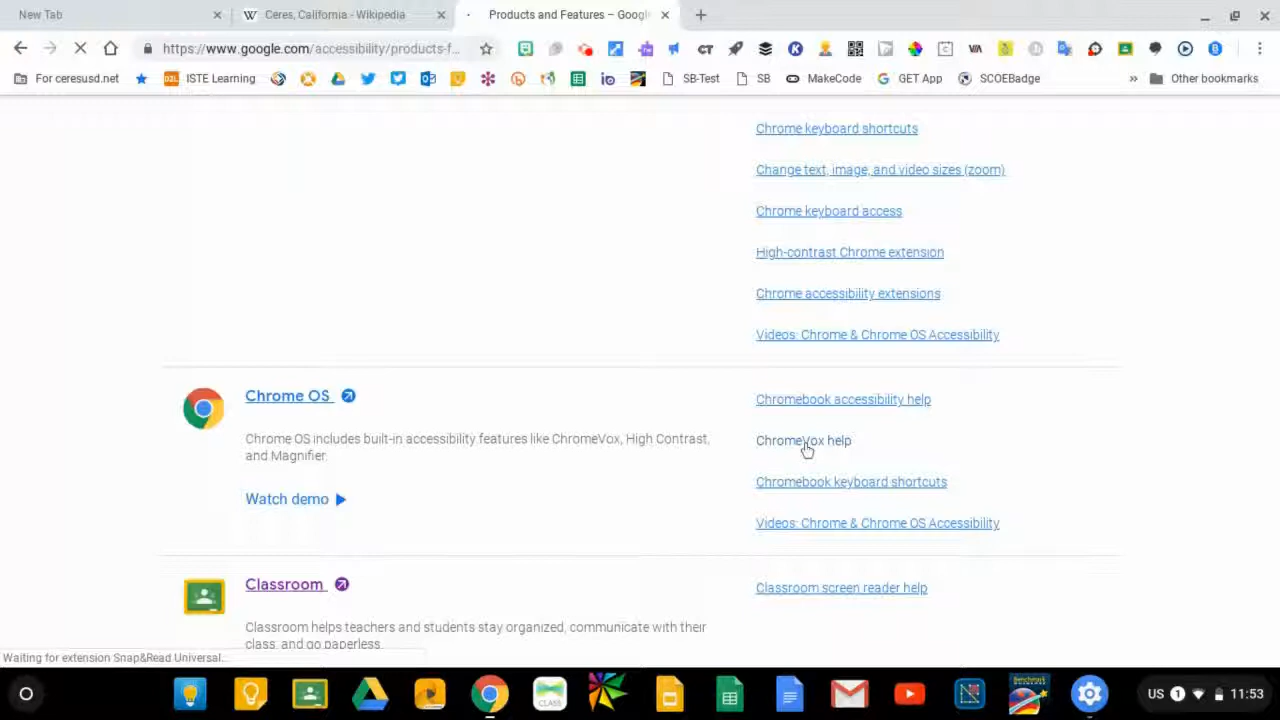 New Tab
Ceres, California - Wikipedia
Products and Features – Google
https://www.google.com/accessibility/products-f...
For ceresusd.net
ISTE Learning
SB-Test
SB
MakeCode
GET App
SCOEBadge
Other bookmarks
Chrome keyboard shortcuts
Change text, image, and video sizes (zoom)
Chrome keyboard access
High-contrast Chrome extension
Chrome accessibility extensions
Videos: Chrome & Chrome OS Accessibility
Chrome OS
Chromebook accessibility help
Chrome OS includes built-in accessibility features like ChromeVox, High Contrast,
and Magnifier.
ChromeVox help
Chromebook keyboard shortcuts
Watch demo
Videos: Chrome & Chrome OS Accessibility
Classroom
Classroom screen reader help
Classroom helps teachers and students stay organized, communicate with their
class, and go paperless.
Waiting for extension Snap&Read Universal...
CLASS
US 1 11:53